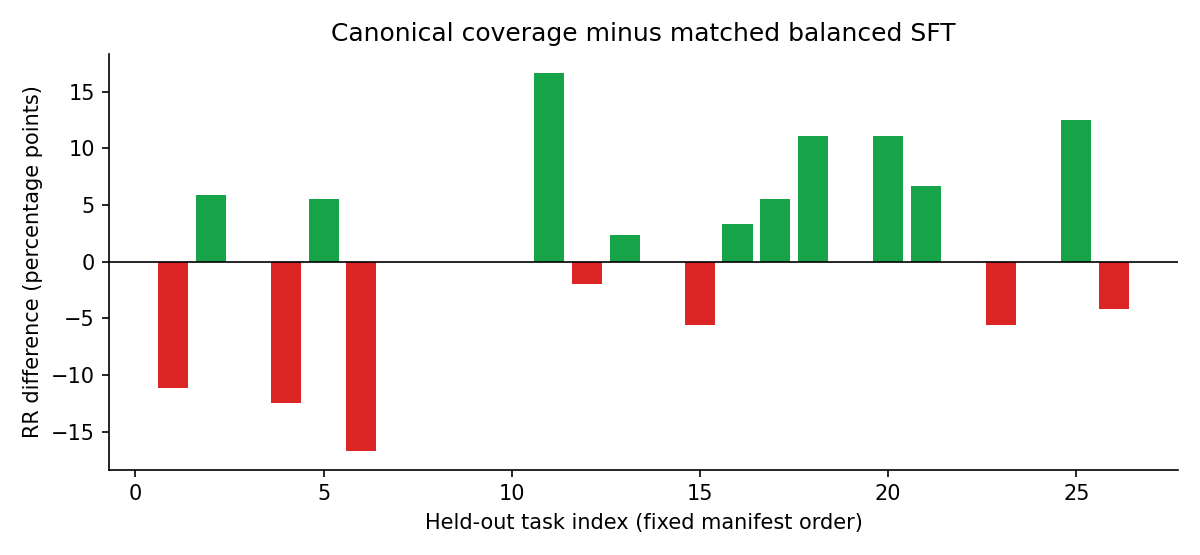 Canonical coverage minus matched balanced SFT
RR difference (percentage points)
15
10
5
0
−5
−10
−15
0 5 10 15 20 25
Held-out task index (fixed manifest order)